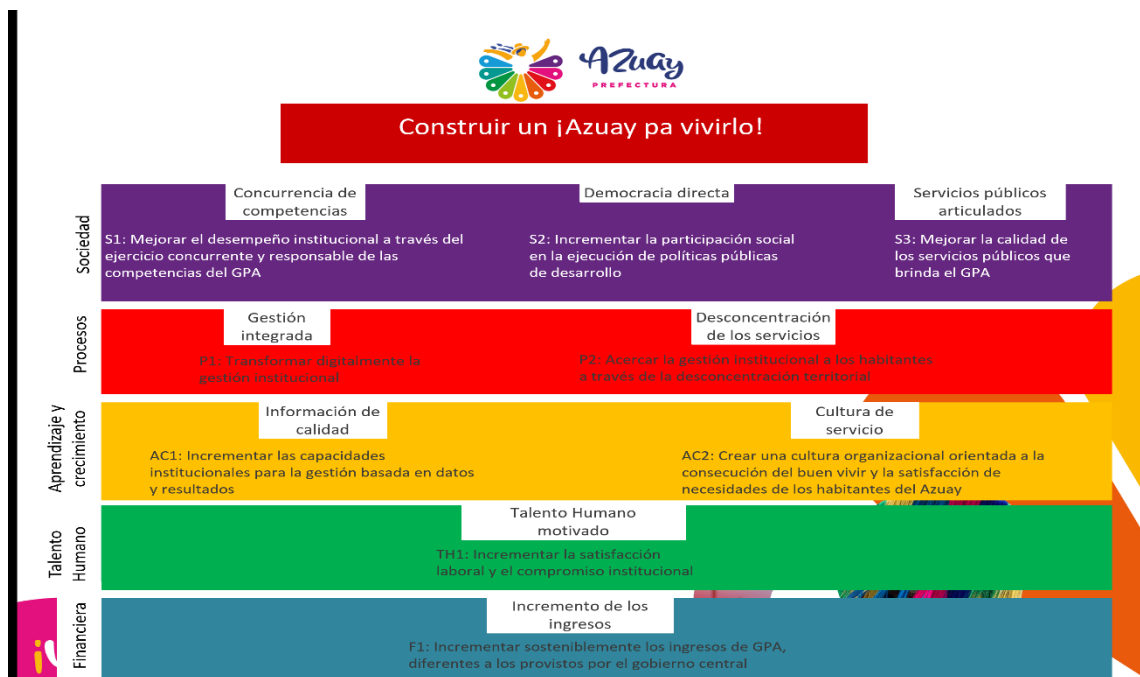 Azuay
PREFECTURA
Construir un ¡Azuay pa vivirlo!
Sociedad
Concurrencia de
competencias
S1: Mejorar el desempeño institucional a través del
ejercicio concurrente y responsable de las
competencias del GPA
Democracia directa
S2: Incrementar la participación social
en la ejecución de políticas públicas
de desarrollo
Servicios públicos
articulados
S3: Mejorar la calidad de
los servicios públicos que
brinda el GPA
Procesos
Gestión
integrada
P1: Transformar digitalmente la
gestión institucional
Desconcentración
de los servicios
P2: Acercar la gestión institucional a los habitantes
a través de la desconcentración territorial
Aprendizaje y
crecimiento
Información de
calidad
AC1: Incrementar las capacidades
institucionales para la gestión basada en datos
y resultados
Cultura de
servicio
AC2: Crear una cultura organizacional orientada a la
consecución del buen vivir y la satisfacción de
necesidades de los habitantes del Azuay
Talento
Humano
Talento Humano
motivado
TH1: Incrementar la satisfacción
laboral y el compromiso institucional
Financiera
Incremento de los
ingresos
F1: Incrementar sosteniblemente los ingresos de GPA,
diferentes a los provistos por el gobierno central